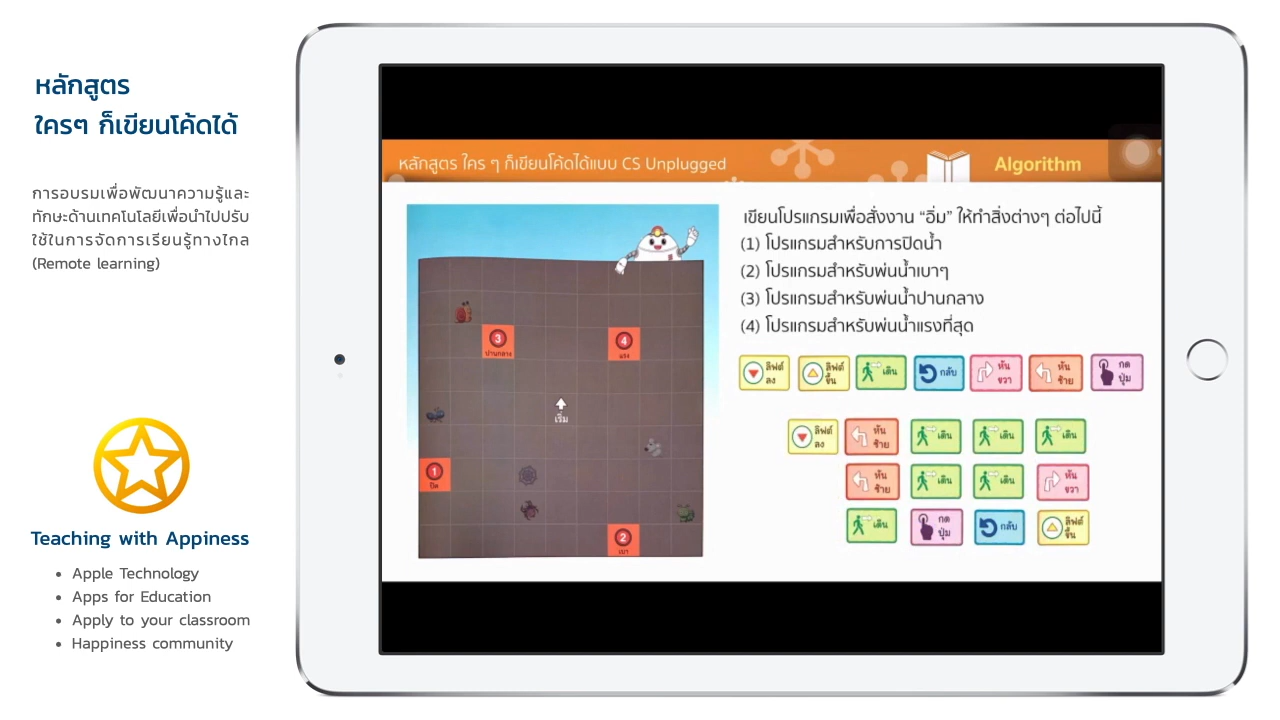 หลักสูตร
ใครๆ ก็เขียนโค้ดได้
การอบรมเพื่อพัฒนาความรู้และ
ทักษะด้านเทคโนโลยีเพื่อนำไปปรับ
ใช้ในการจัดการเรียนรู้ทางไกล
(Remote learning)
Teaching with Appiness
• Apple Technology
• Apps for Education
• Apply to your classroom
• Happiness community
หลักสูตร ใคร ๆ ก็เขียนโค้ดได้แบบ CS Unplugged
Algorithm
3
ปานกลาง
4
แรง
เริ่ม
1
ปิด
2
เบา
เขียนโปรแกรมเพื่อสั่งงาน “อิ่ม” ให้ทำสิ่งต่างๆ ต่อไปนี้
(1) โปรแกรมสำหรับการปิดน้ำ
(2) โปรแกรมสำหรับพ่นน้ำเบาๆ
(3) โปรแกรมสำหรับพ่นน้ำปานกลาง
(4) โปรแกรมสำหรับพ่นน้ำแรงที่สุด
ลิฟต์ลง ลิฟต์ขึ้น เดิน กลับ หันขวา หันซ้าย กดปุ่ม
ลิฟต์ลง หันซ้าย เดิน เดิน เดิน
หันซ้าย เดิน เดิน หันขวา
เดิน กดปุ่ม กลับ ลิฟต์ขึ้น